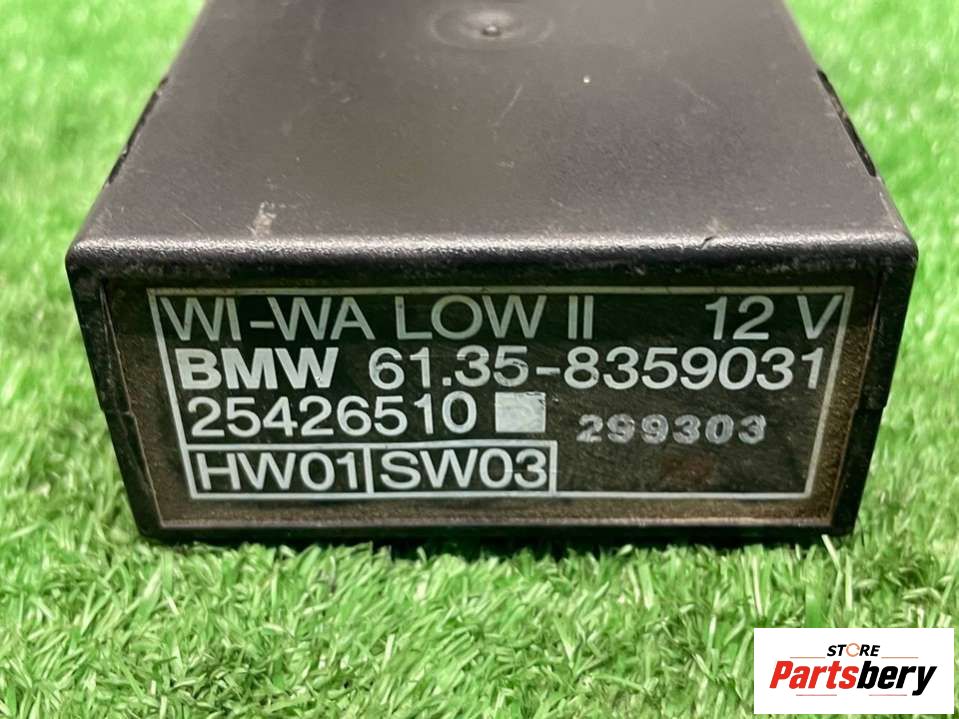 WI-WA LOW II 12 V
BMW 61.35-8359031
25426510 299303
HW01 SW03
STORE
Partsbery